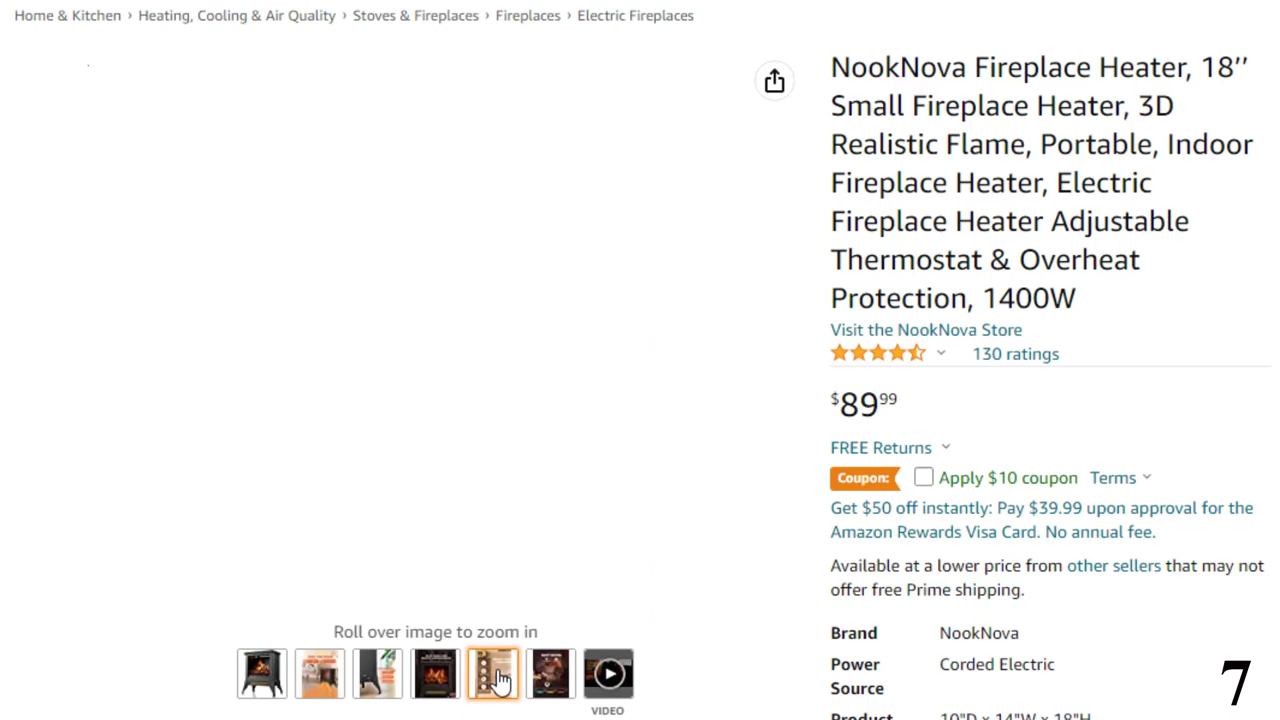 Home & Kitchen › Heating, Cooling & Air Quality › Stoves & Fireplaces › Fireplaces › Electric Fireplaces
NookNova Fireplace Heater, 18’’
Small Fireplace Heater, 3D
Realistic Flame, Portable, Indoor
Fireplace Heater, Electric
Fireplace Heater Adjustable
Thermostat & Overheat
Protection, 1400W
Visit the NookNova Store
130 ratings
$89.99
FREE Returns
Coupon: Apply $10 coupon Terms
Get $50 off instantly: Pay $39.99 upon approval for the
Amazon Rewards Visa Card. No annual fee.
Available at a lower price from other sellers that may not
offer free Prime shipping.
Brand NookNova
Power Source Corded Electric
Product 10"D x 14"W x 18"H
Roll over image to zoom in
VIDEO
7